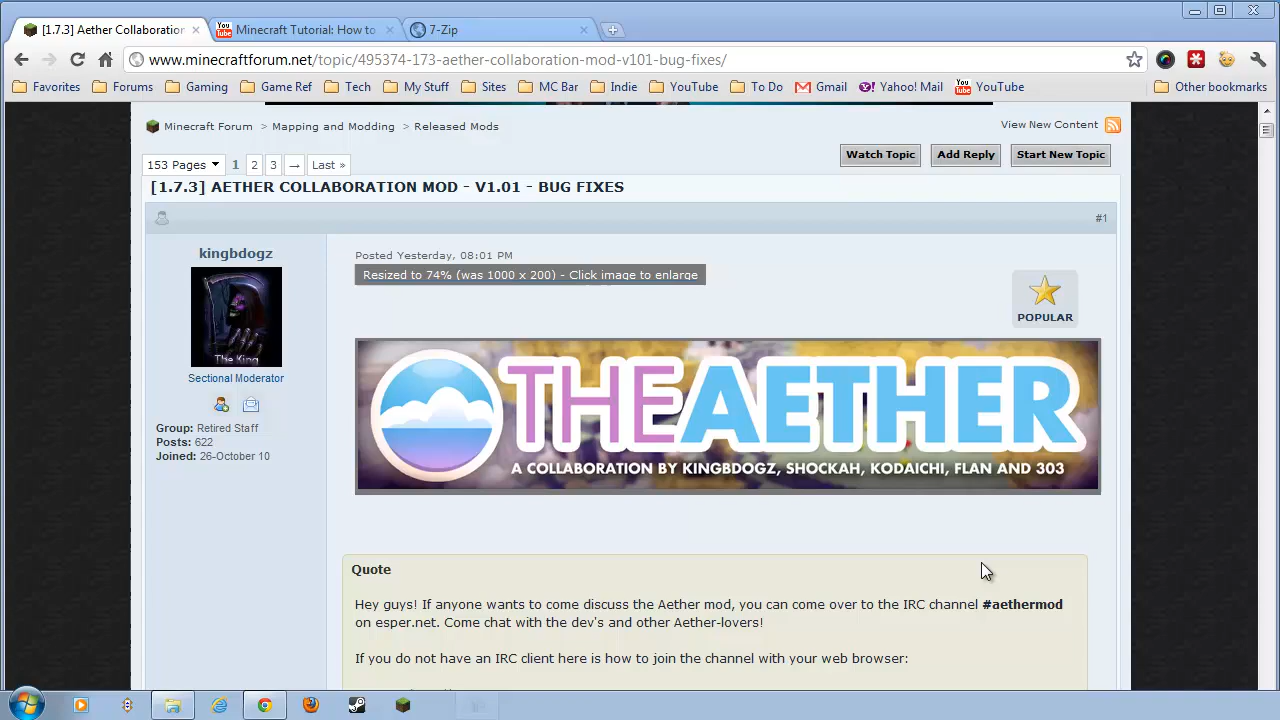 [1.7.3] Aether Collaboration
Minecraft Tutorial: How to
7-Zip
www.minecraftforum.net/topic/495374-173-aether-collaboration-mod-v101-bug-fixes/
Favorites Forums Gaming Game Ref Tech My Stuff Sites MC Bar Indie YouTube To Do Gmail Yahoo! Mail YouTube Other bookmarks
Minecraft Forum > Mapping and Modding > Released Mods
View New Content
153 Pages 1 2 3 → Last »
Watch Topic Add Reply Start New Topic
[1.7.3] AETHER COLLABORATION MOD - V1.01 - BUG FIXES
#1
kingbdogz
Posted Yesterday, 08:01 PM
Resized to 74% (was 1000 x 200) - Click image to enlarge
POPULAR
The King
Sectional Moderator
Group: Retired Staff
Posts: 622
Joined: 26-October 10
THE AETHER
A COLLABORATION BY KINGBDOGZ, SHOCKAH, KODAICHI, FLAN AND 303
Quote
Hey guys! If anyone wants to come discuss the Aether mod, you can come over to the IRC channel #aethermod
on esper.net. Come chat with the dev's and other Aether-lovers!
If you do not have an IRC client here is how to join the channel with your web browser: